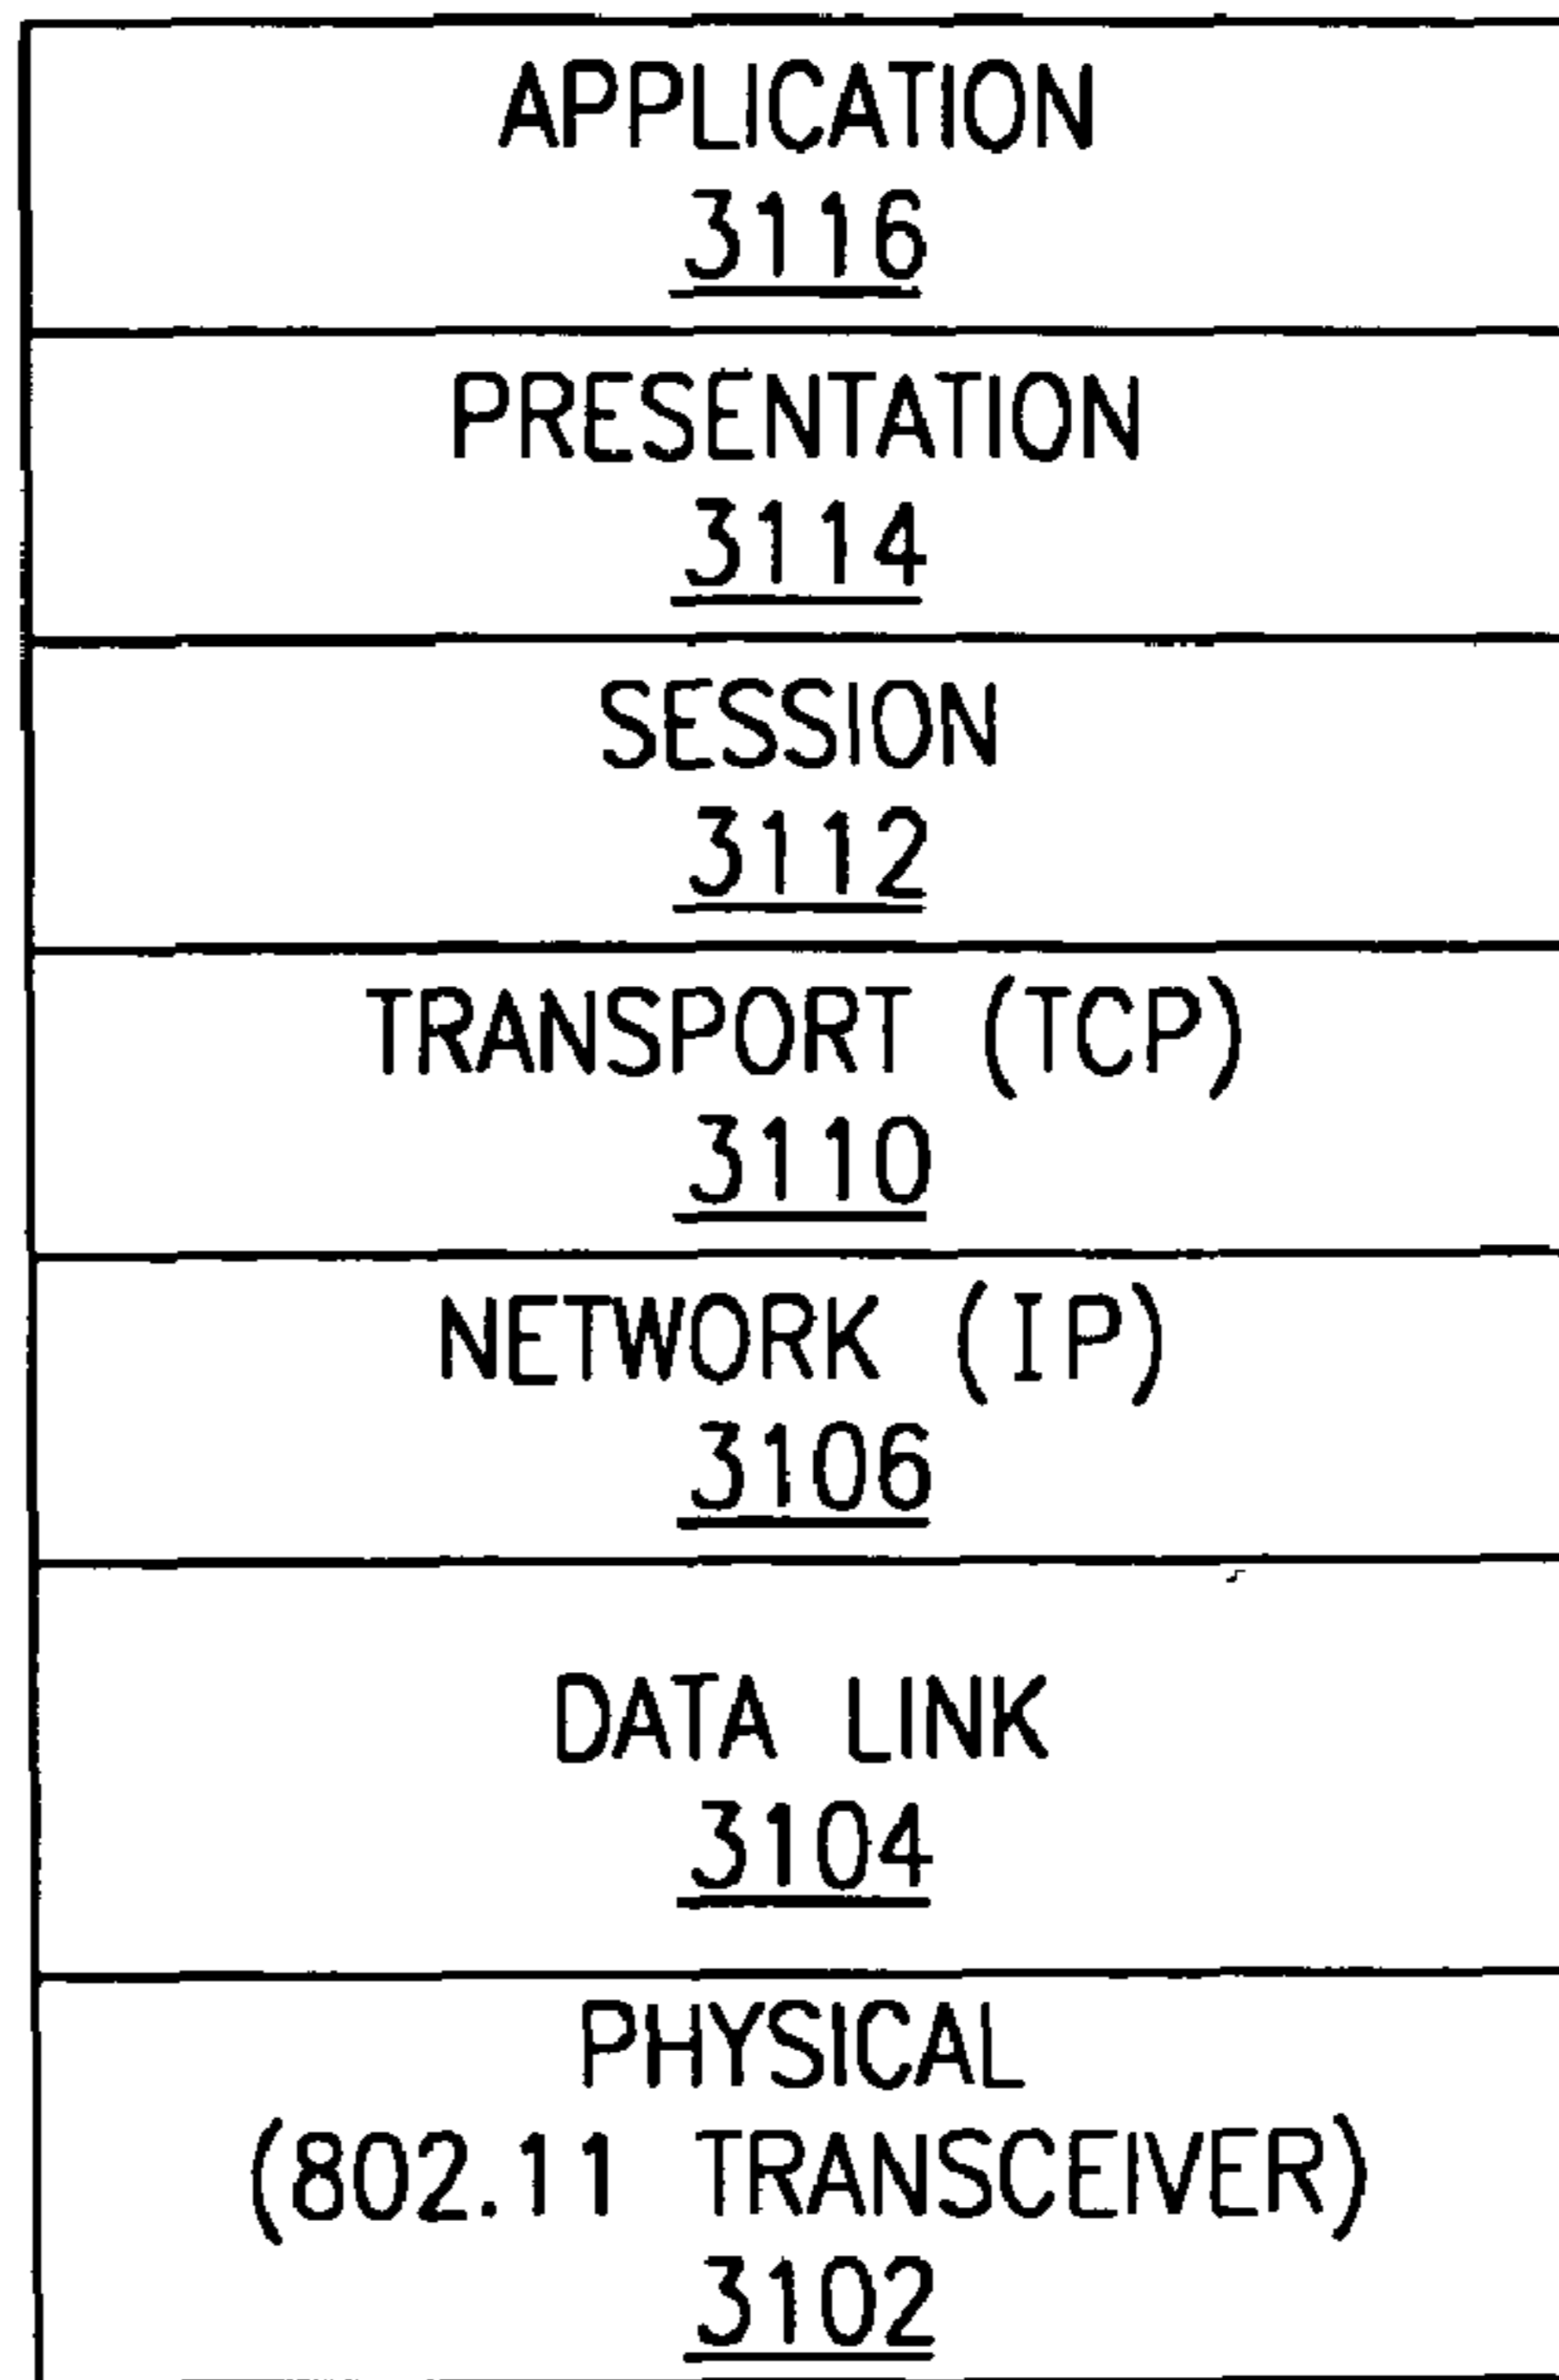 APPLICATION
3116
PRESENTATION
3114
SESSION
3112
TRANSPORT (TCP)
3110
NETWORK (IP)
3106
DATA LINK
3104
PHYSICAL
(802.11 TRANSCEIVER)
3102